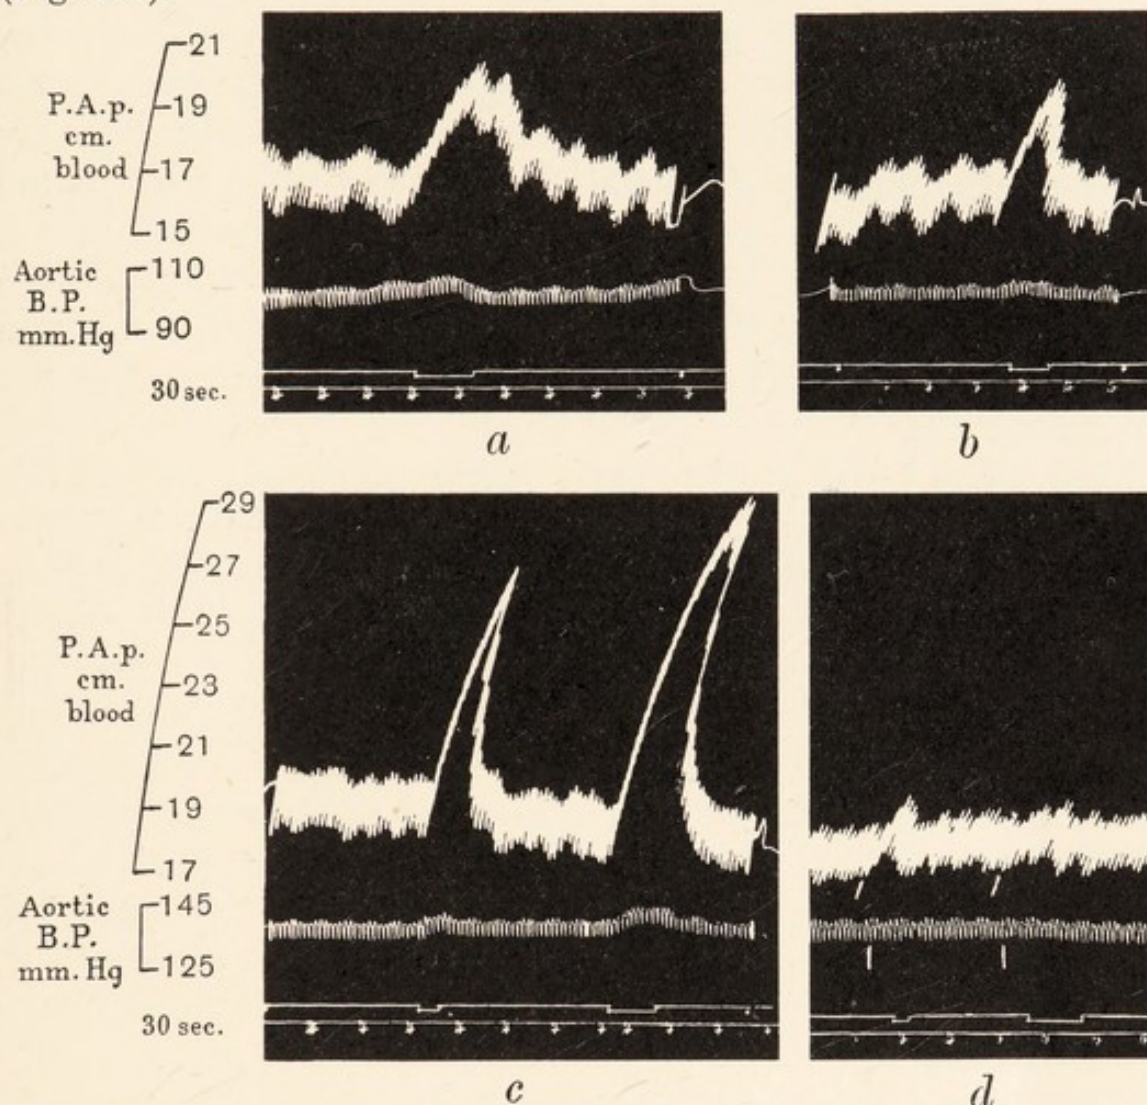 21
P.A.p. 19
cm.
blood 17
15
Aortic 110
B.P.
mm.Hg 90
30 sec.
a b
29
27
25
P.A.p.
cm. 23
blood
21
19
17
Aortic 145
B.P.
mm.Hg 125
30 sec.
c d